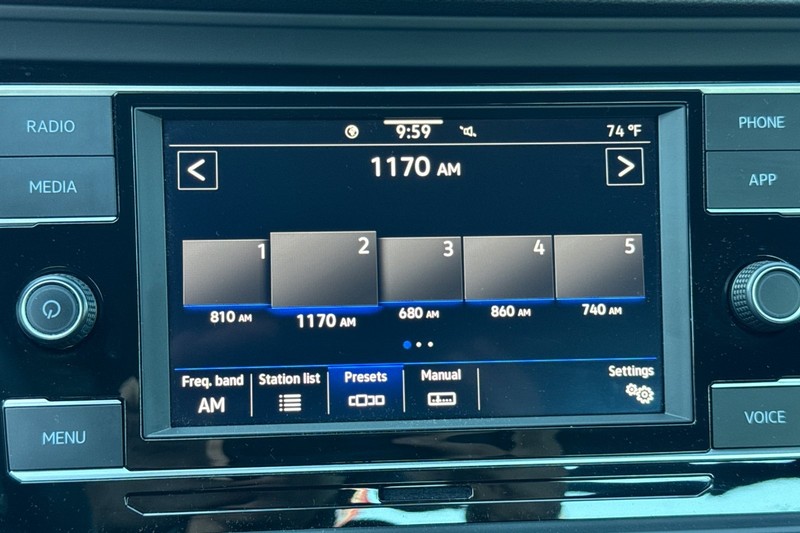 RADIO
MEDIA
MENU
9:59
74 °F
<
1170 AM
>
1
2
3
4
5
810 AM
1170 AM
680 AM
860 AM
740 AM
Freq. band
AM
Station list
Presets
Manual
Settings
PHONE
APP
VOICE